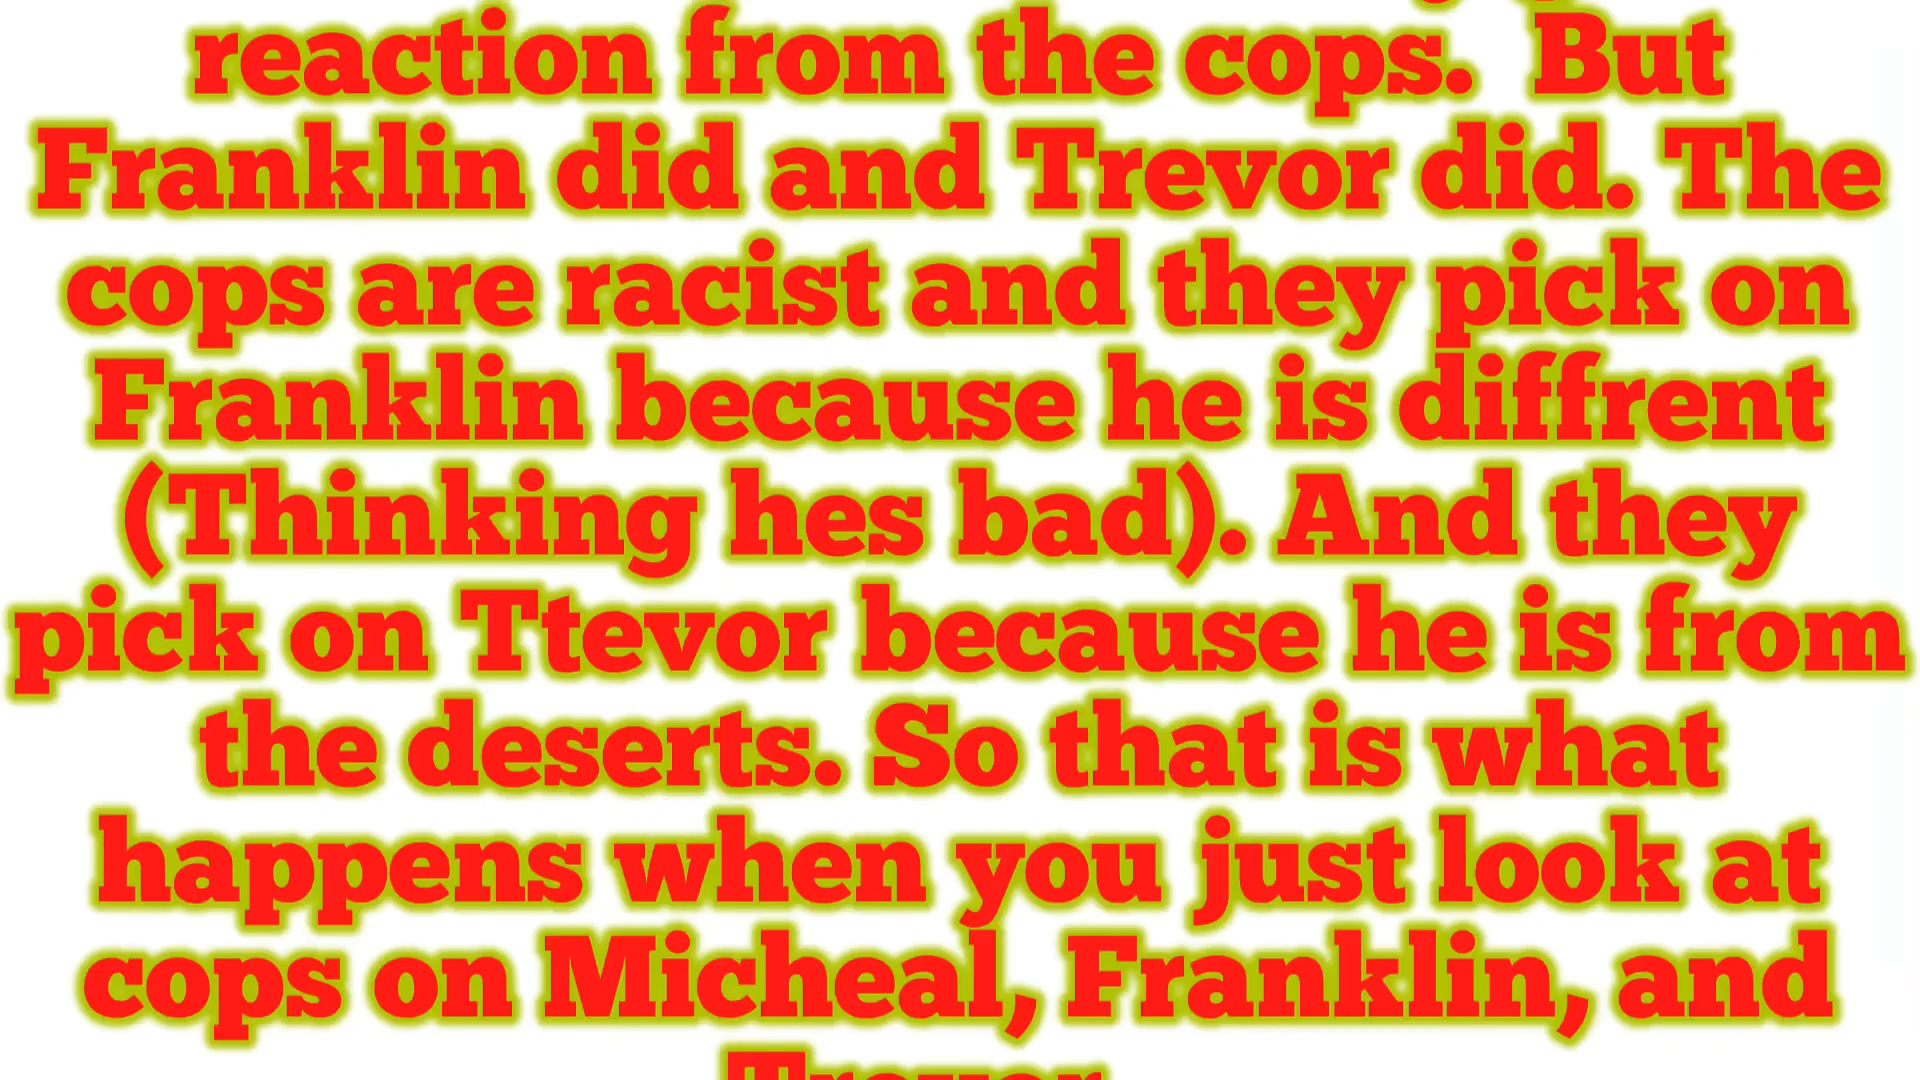 reaction from the cops.  But
Franklin did and Trevor did. The
cops are racist and they pick on
Franklin because he is diffrent
(Thinking hes bad). And they
pick on Ttevor because he is from
the deserts. So that is what
happens when you just look at
cops on Micheal, Franklin, and
Trevor